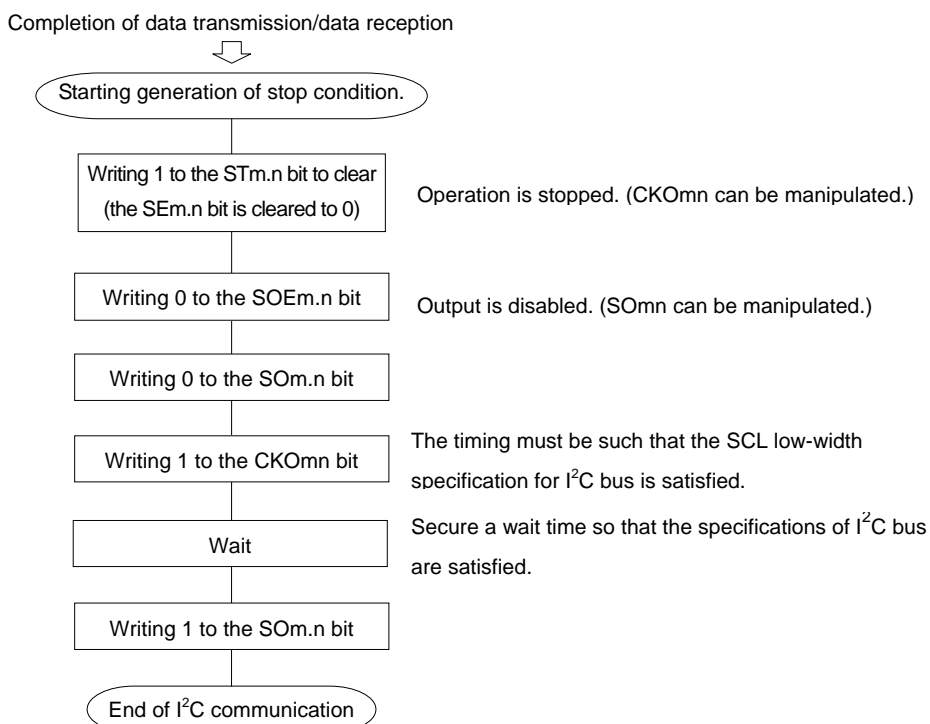 Completion of data transmission/data reception
Starting generation of stop condition.
Writing 1 to the STm.n bit to clear
(the SEm.n bit is cleared to 0)
Operation is stopped. (CKOmn can be manipulated.)
Writing 0 to the SOEm.n bit
Output is disabled. (SOmn can be manipulated.)
Writing 0 to the SOm.n bit
Writing 1 to the CKOmn bit
The timing must be such that the SCL low-width
specification for I²C bus is satisfied.
Wait
Secure a wait time so that the specifications of I²C bus
are satisfied.
Writing 1 to the SOm.n bit
End of I²C communication